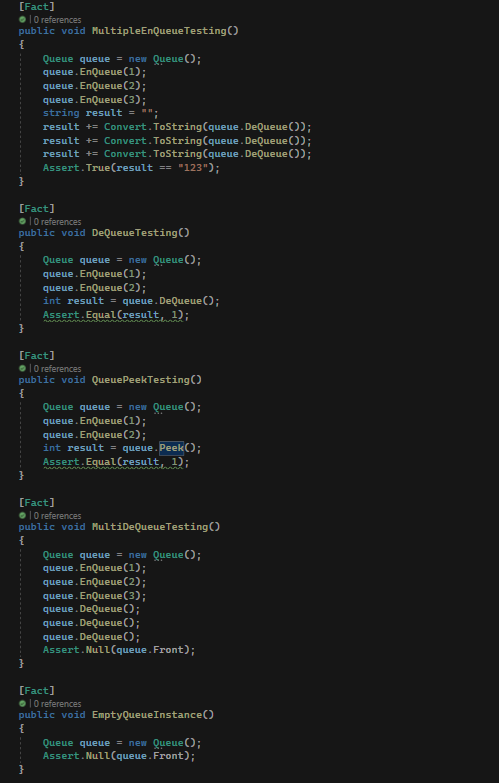 [Fact]
| 0 references
public void MultipleEnQueueTesting()
{
Queue queue = new Queue();
queue.EnQueue(1);
queue.EnQueue(2);
queue.EnQueue(3);
string result = "";
result += Convert.ToString(queue.DeQueue());
result += Convert.ToString(queue.DeQueue());
result += Convert.ToString(queue.DeQueue());
Assert.True(result == "123");
}
[Fact]
| 0 references
public void DeQueueTesting()
{
Queue queue = new Queue();
queue.EnQueue(1);
queue.EnQueue(2);
int result = queue.DeQueue();
Assert.Equal(result, 1);
}
[Fact]
| 0 references
public void QueuePeekTesting()
{
Queue queue = new Queue();
queue.EnQueue(1);
queue.EnQueue(2);
int result = queue.Peek();
Assert.Equal(result, 1);
}
[Fact]
| 0 references
public void MultiDeQueueTesting()
{
Queue queue = new Queue();
queue.EnQueue(1);
queue.EnQueue(2);
queue.EnQueue(3);
queue.DeQueue();
queue.DeQueue();
queue.DeQueue();
Assert.Null(queue.Front);
}
[Fact]
| 0 references
public void EmptyQueueInstance()
{
Queue queue = new Queue();
Assert.Null(queue.Front);
}